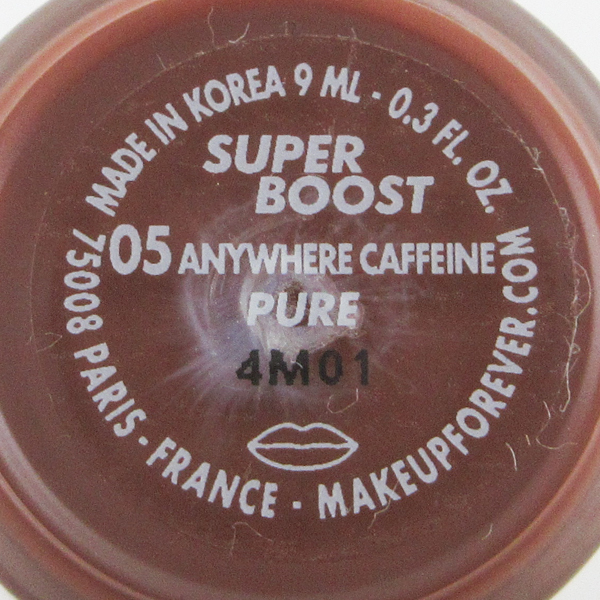 MADE IN KOREA 9 ML - 0.3 FL. OZ.
SUPER
BOOST
05 ANYWHERE CAFFEINE
PURE
4M01
75008 PARIS - FRANCE - MAKEUPFOREVER.COM